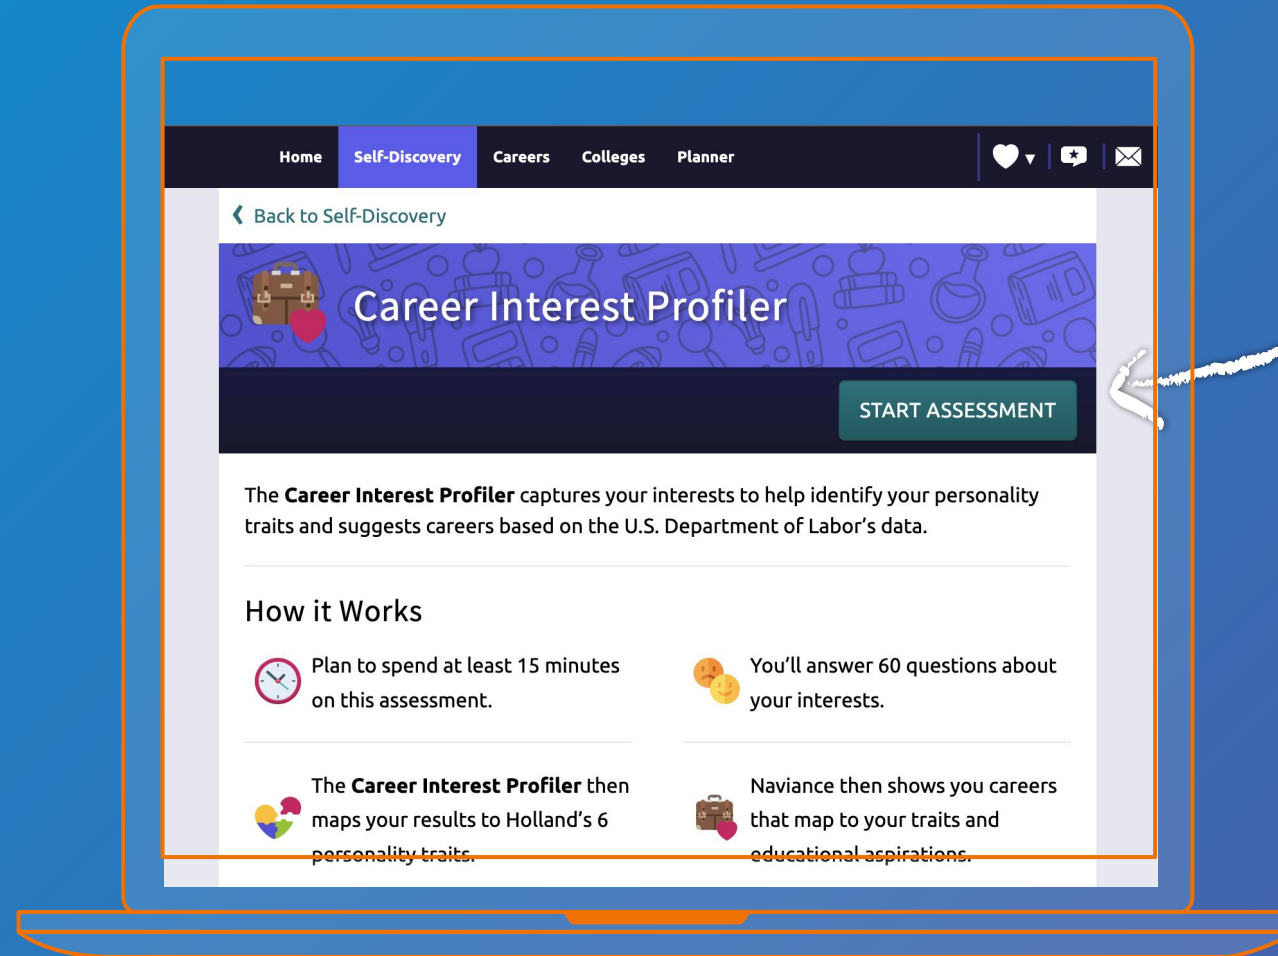 Home Self-Discovery Careers Colleges Planner
Back to Self-Discovery
Career Interest Profiler
START ASSESSMENT
The Career Interest Profiler captures your interests to help identify your personality
traits and suggests careers based on the U.S. Department of Labor’s data.
How it Works
Plan to spend at least 15 minutes
on this assessment.
You’ll answer 60 questions about
your interests.
The Career Interest Profiler then
maps your results to Holland’s 6
personality traits.
Naviance then shows you careers
that map to your traits and
educational aspirations.